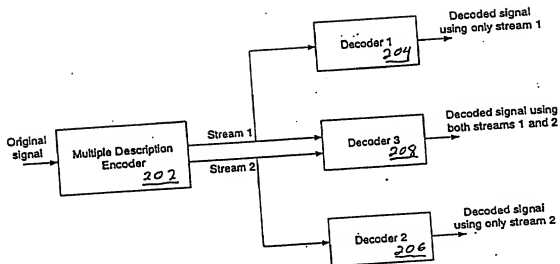 Original
signal
Multiple Description
Encoder
202
Stream 1
Stream 2
Decoder 1
204
Decoded signal
using only stream 1
Decoder 3
208
Decoded signal using
both streams 1 and 2
Decoder 2
206
Decoded signal
using only stream 2